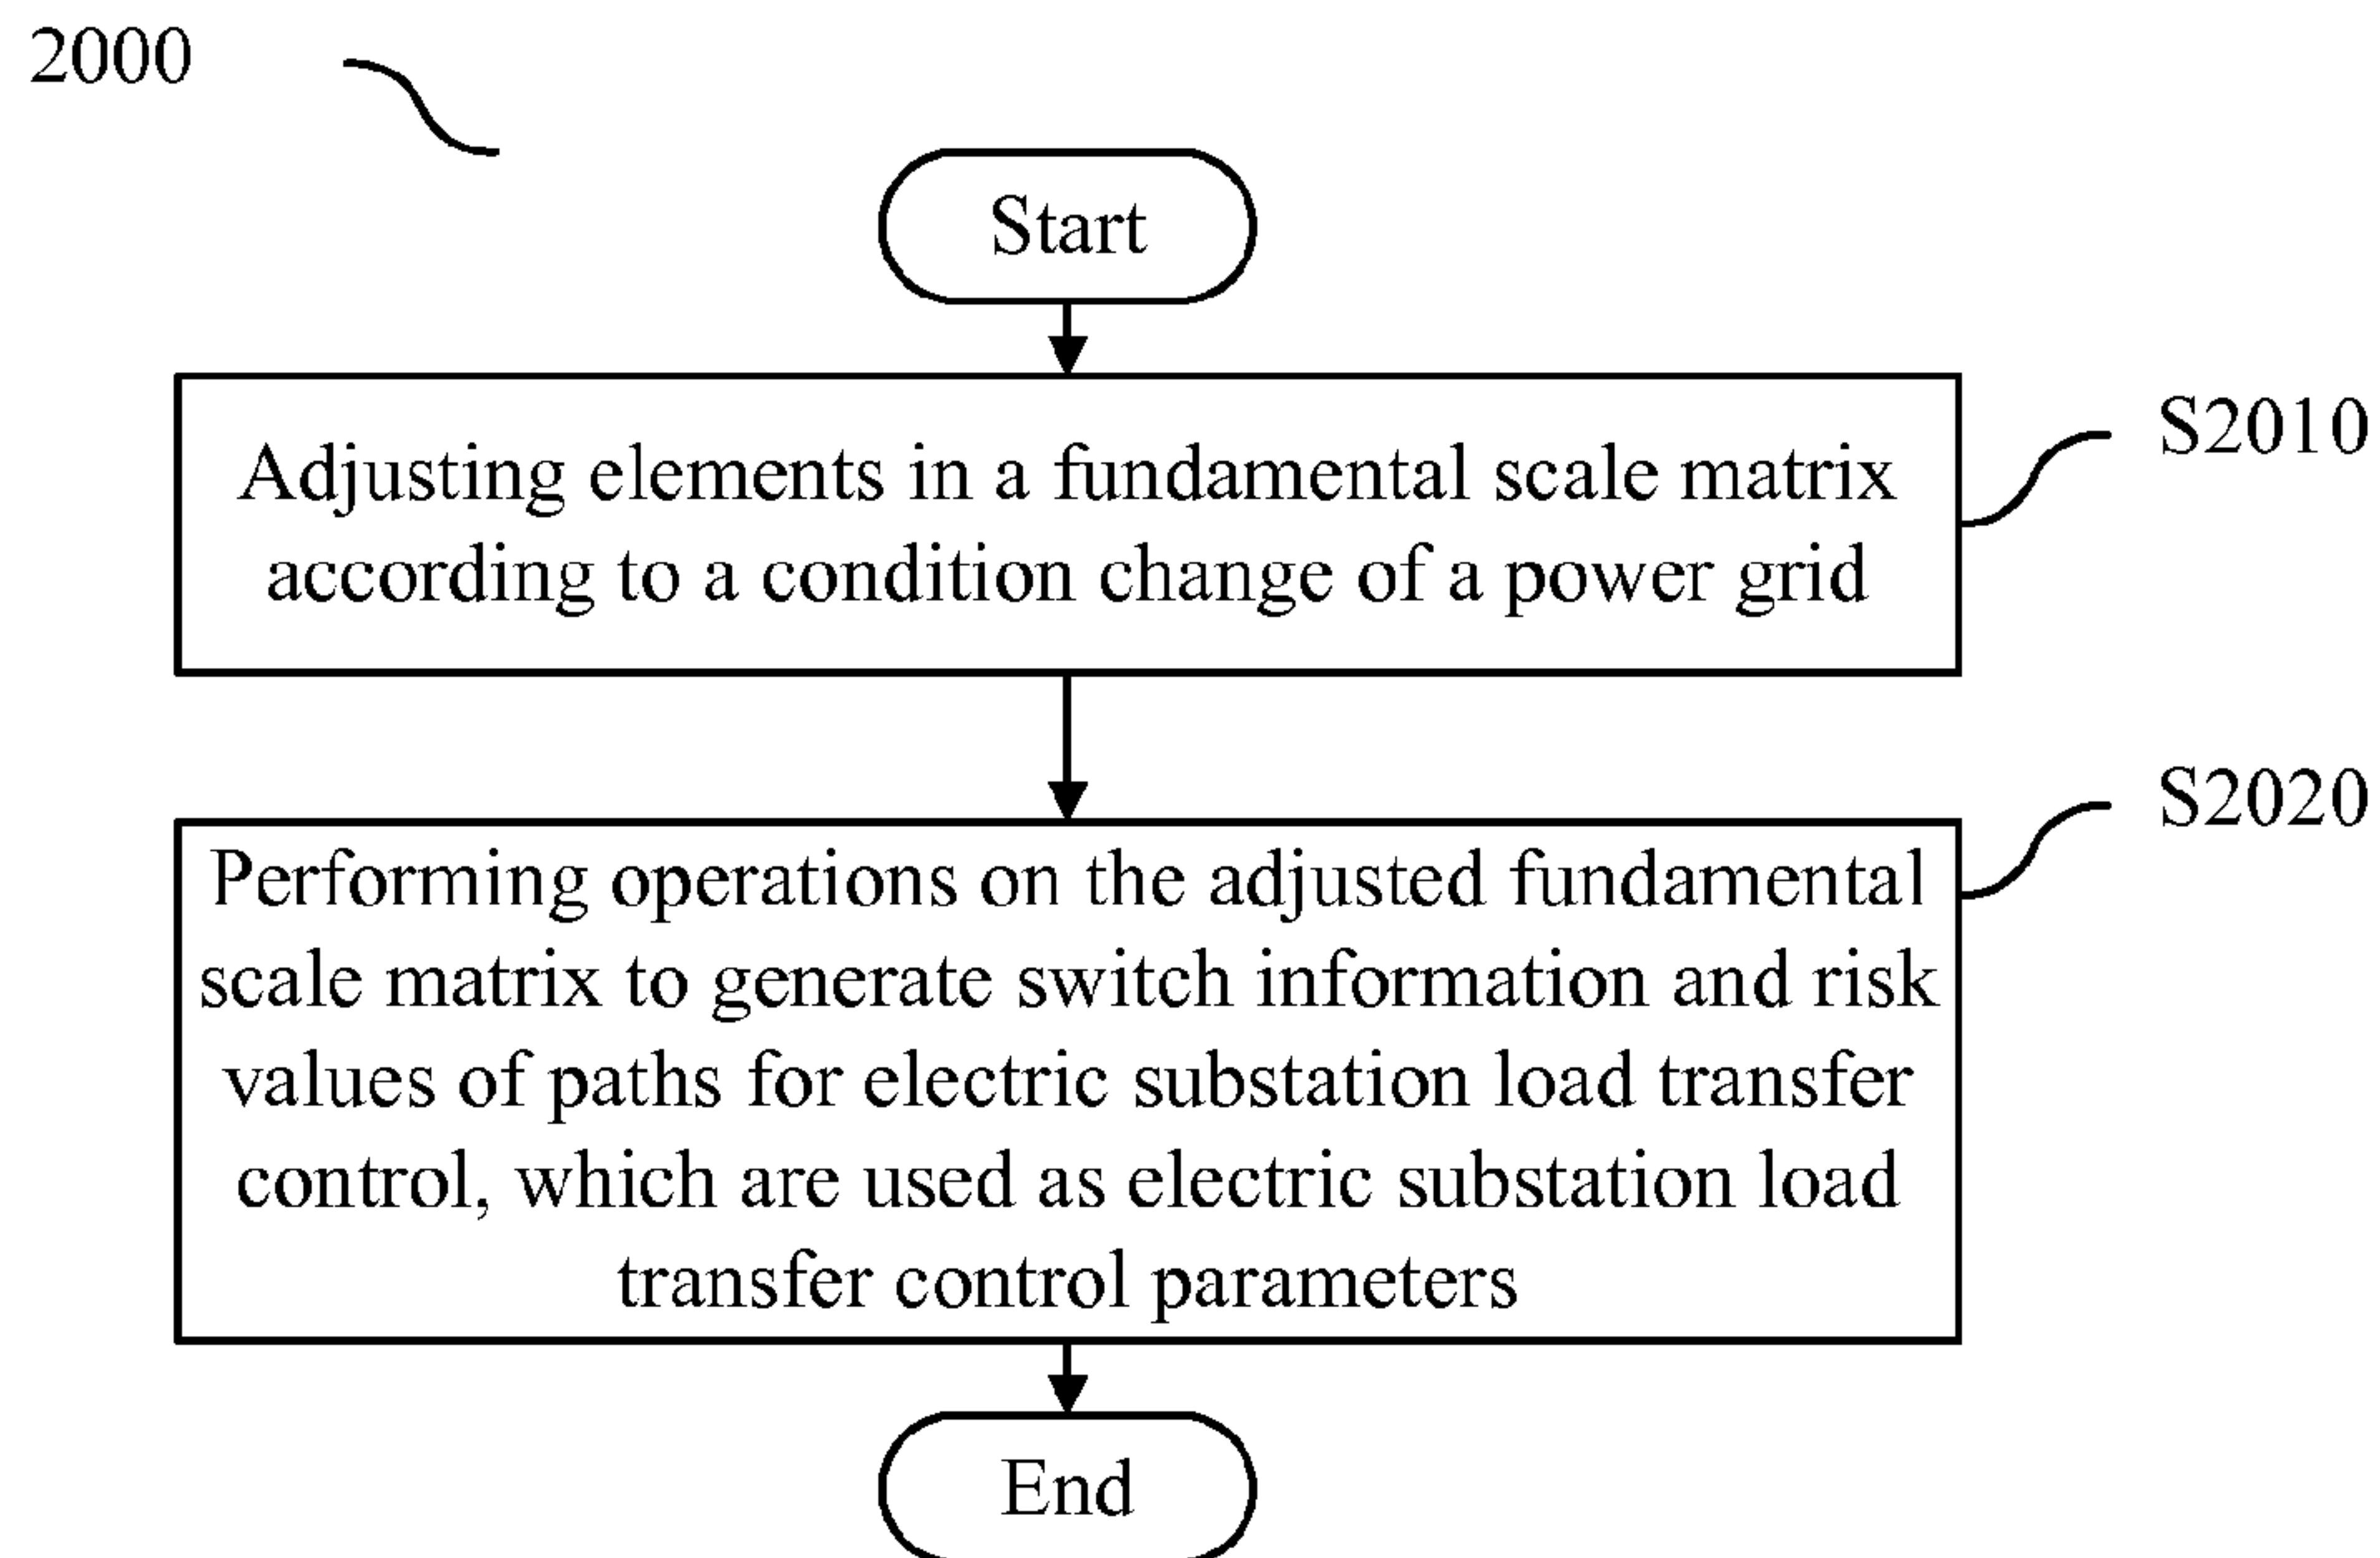 2000
Start
Adjusting elements in a fundamental scale matrix
according to a condition change of a power grid
S2010
Performing operations on the adjusted fundamental
scale matrix to generate switch information and risk
values of paths for electric substation load transfer
control, which are used as electric substation load
transfer control parameters
S2020
End